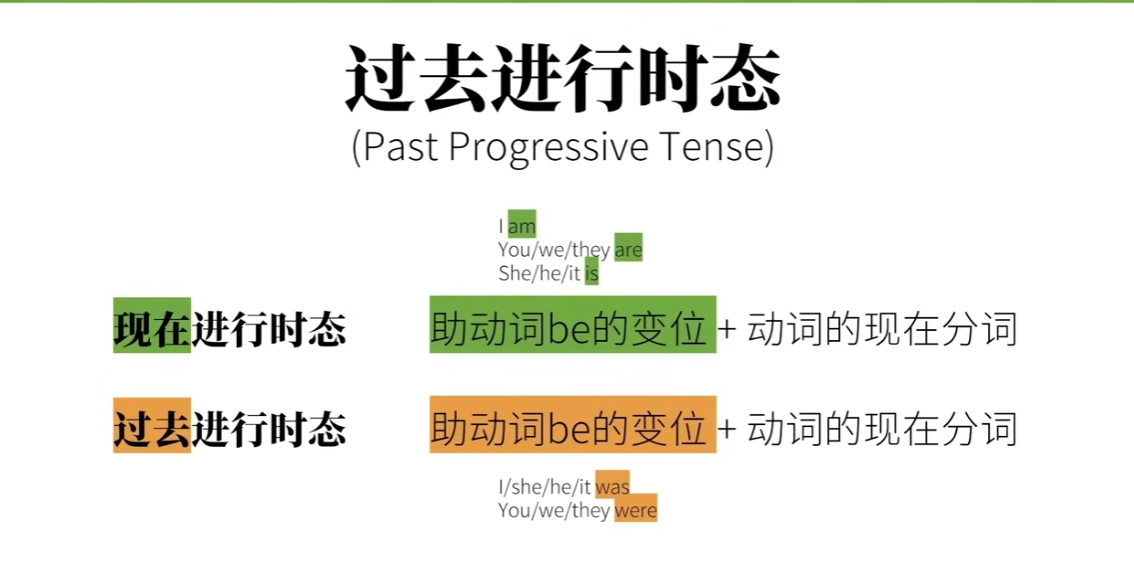 过去进行时态
(Past Progressive Tense)
I am
You/we/they are
She/he/it is
现在进行时态 助动词be的变位 + 动词的现在分词
过去进行时态 助动词be的变位 + 动词的现在分词
I/she/he/it was
You/we/they were